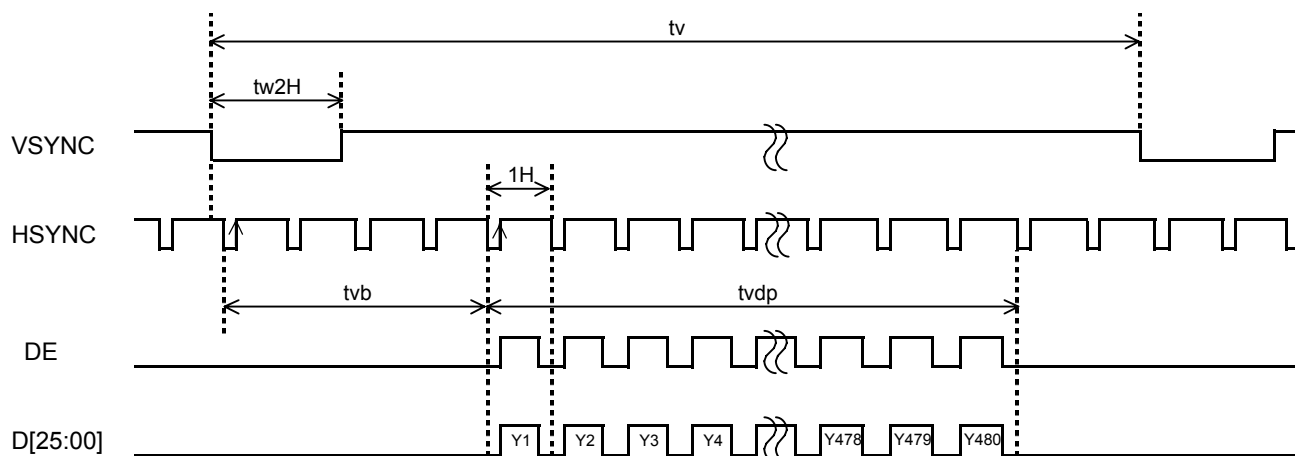 tv
tw2H
VSYNC
1H
HSYNC
tvb
tvdp
DE
D[25:00]
Y1 Y2 Y3 Y4 Y478 Y479 Y480